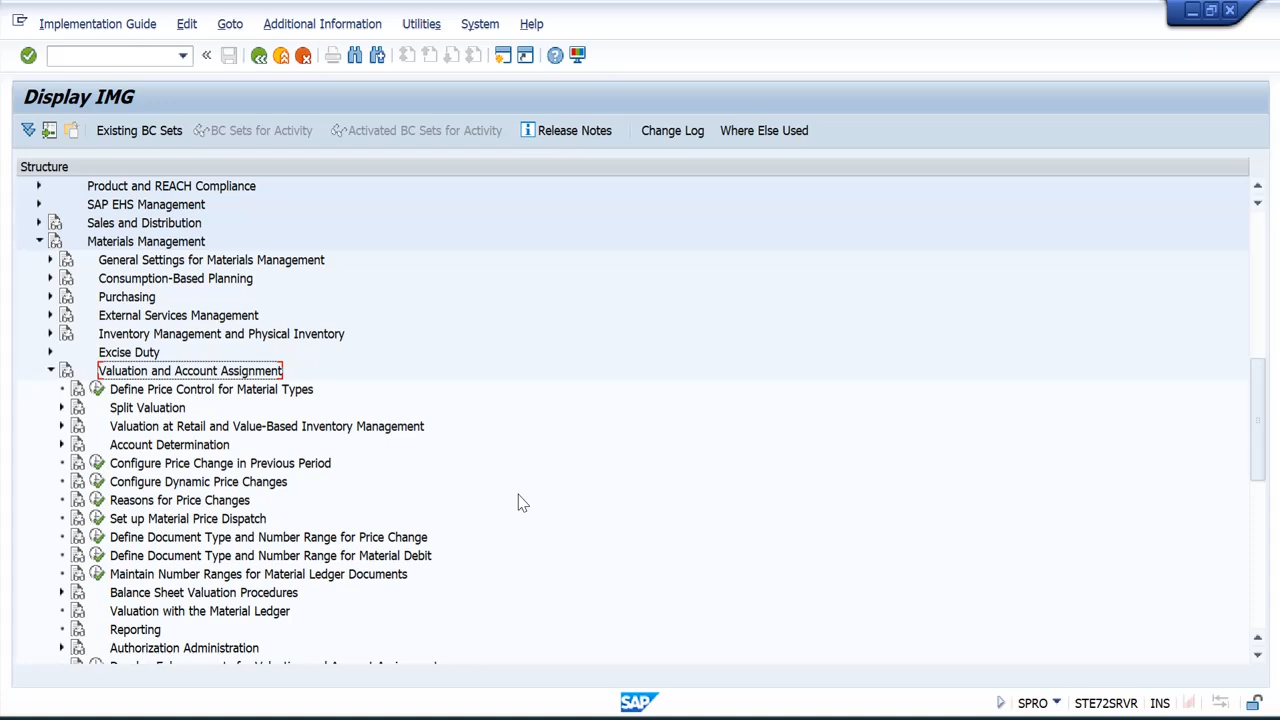 Implementation Guide Edit Goto Additional Information Utilities System Help
Display IMG
Existing BC Sets BC Sets for Activity Activated BC Sets for Activity Release Notes Change Log Where Else Used
Structure
Product and REACH Compliance
SAP EHS Management
Sales and Distribution
Materials Management
General Settings for Materials Management
Consumption-Based Planning
Purchasing
External Services Management
Inventory Management and Physical Inventory
Excise Duty
Valuation and Account Assignment
Define Price Control for Material Types
Split Valuation
Valuation at Retail and Value-Based Inventory Management
Account Determination
Configure Price Change in Previous Period
Configure Dynamic Price Changes
Reasons for Price Changes
Set up Material Price Dispatch
Define Document Type and Number Range for Price Change
Define Document Type and Number Range for Material Debit
Maintain Number Ranges for Material Ledger Documents
Balance Sheet Valuation Procedures
Valuation with the Material Ledger
Reporting
Authorization Administration
SAP SPRO STE72SRVR INS